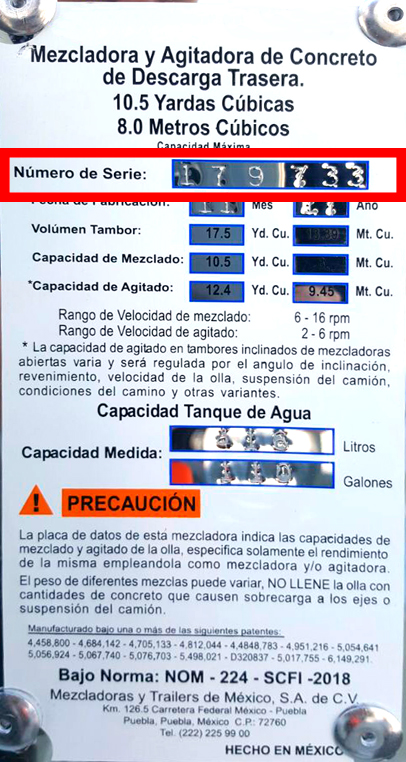 Mezcladora y Agitadora de Concreto
de Descarga Trasera.
10.5 Yardas Cúbicas
8.0 Metros Cúbicos
Capacidad Máxima
Número de Serie: 179 733
Fecha de Fabricación: 11 Mes Año
Volúmen Tambor: 17.5 Yd. Cu. Mt. Cu.
Capacidad de Mezclado: 10.5 Yd. Cu. Mt. Cu.
*Capacidad de Agitado: 12.4 Yd. Cu. 9.45 Mt. Cu.
Rango de Velocidad de mezclado: 6 - 16 rpm
Rango de Velocidad de agitado: 2 - 6 rpm
* La capacidad de agitado en tambores inclinados de mezcladoras
abiertas varia y será regulada por el angulo de inclinación,
revenimiento, velocidad de la olla, suspensión del camión,
condiciones del camino y otras variantes.
Capacidad Tanque de Agua
Capacidad Medida: Litros
Galones
PRECAUCIÓN
La placa de datos de esta mezcladora indica las capacidades de
mezclado y agitado de la olla, especifica solamente el rendimiento
de la misma empleandola como mezcladora y/o agitadora.
El peso de diferentes mezclas puede variar, NO LLENE la olla con
cantidades de concreto que causen sobrecarga a los ejes o
suspensión del camión.
Manufacturado bajo una o más de las siguientes patentes:
4,458,800 - 4,684,142 - 4,705,133 - 4,812,044 - 4,4848,783 - 4,951,216 - 5,054,641
5,056,924 - 5,067,740 - 5,076,703 - 5,498,021 - D320837 - 5,017,755 - 6,149,291.
Bajo Norma: NOM - 224 - SCFI -2018
Mezcladoras y Trailers de México, S.A. de C.V.
Km. 126.5 Carretera Federal México - Puebla
Puebla, Puebla, México C.P.: 72760
Tel. (222) 225 99 00
HECHO EN MÉXICO